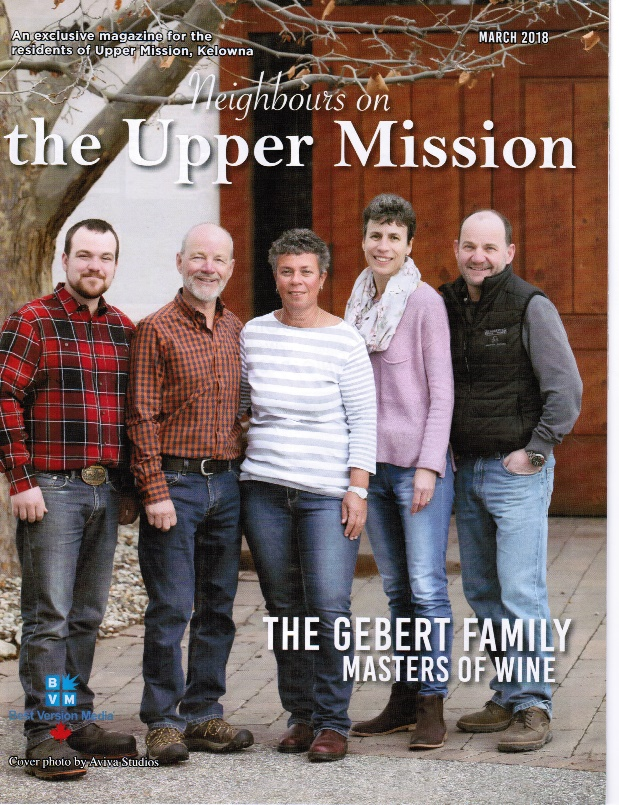 An exclusive magazine for the
residents of Upper Mission, Kelowna
MARCH 2018
Neighbours on
the Upper Mission
THE GEBERT FAMILY
MASTERS OF WINE
B
V M
Best Version Media
Cover photo by Aviva Studios